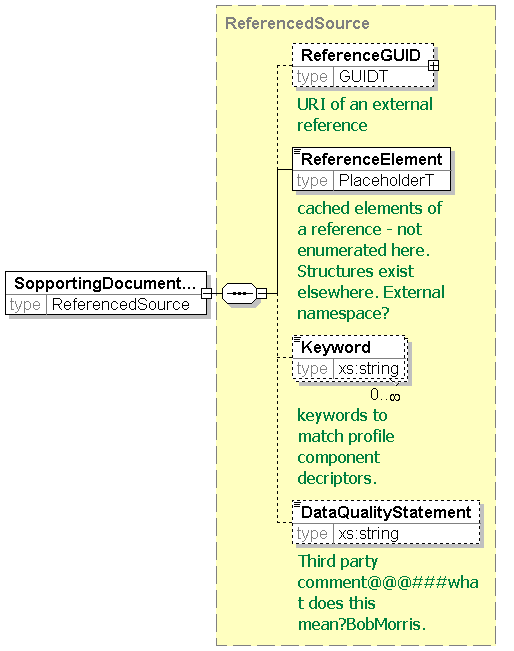 ReferencedSource
ReferenceGUID
type GUIDT
URI of an external
reference
ReferenceElement
type PlaceholderT
cached elements of
a reference - not
enumerated here.
Structures exist
elsewhere. External
namespace?
SopportingDocument...
type ReferencedSource
Keyword
type xs:string
0..∞
keywords to
match profile
component
decriptors.
DataQualityStatement
type xs:string
Third party
comment@@@###wha
t does this
mean?BobMorris.